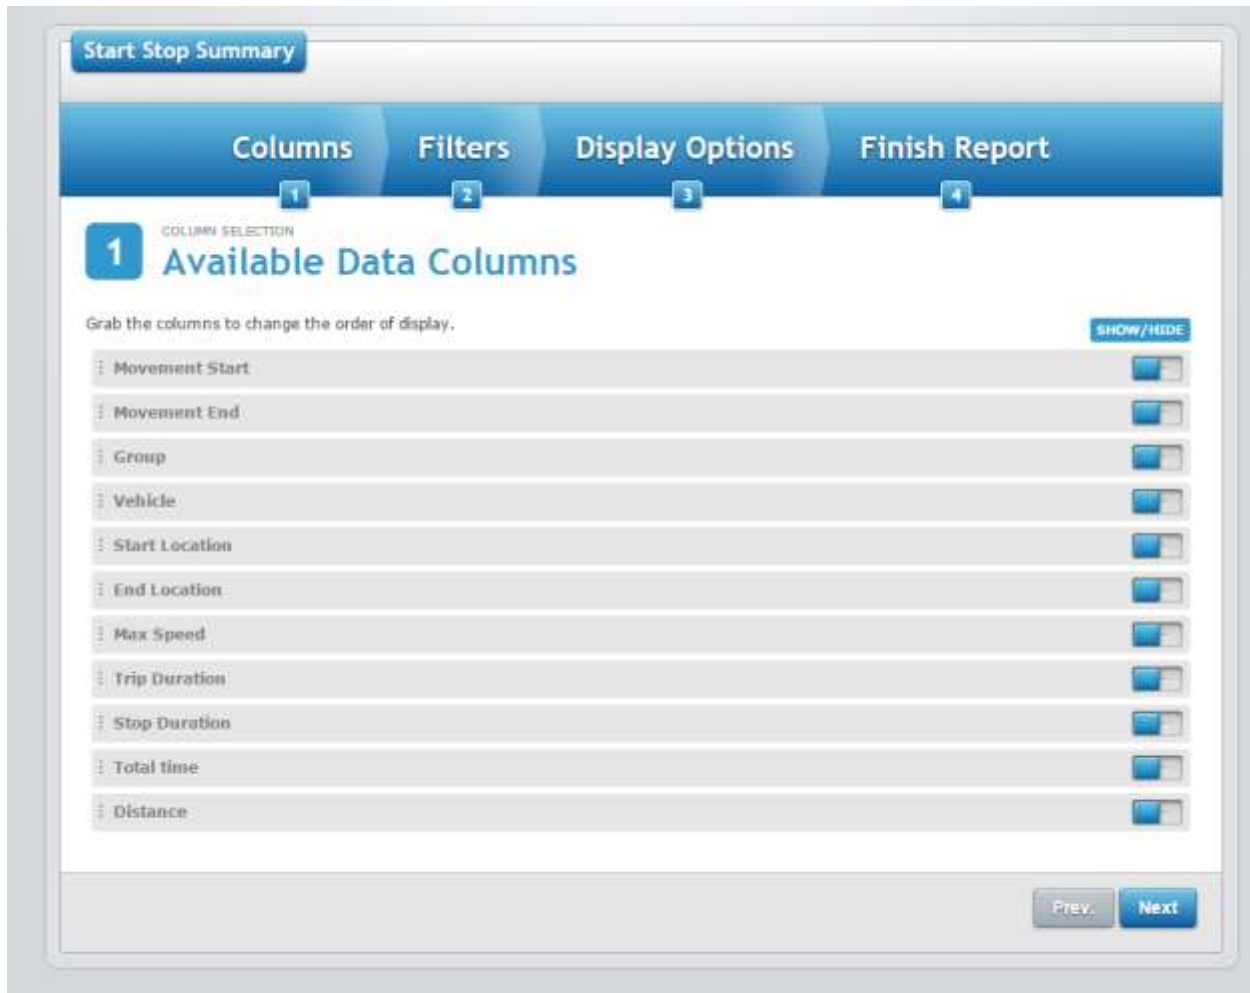 Start Stop Summary
Columns Filters Display Options Finish Report
1 2 3 4
1
COLUMN SELECTION
Available Data Columns
Grab the columns to change the order of display.
SHOW/HIDE
Movement Start
Movement End
Group
Vehicle
Start Location
End Location
Max Speed
Trip Duration
Stop Duration
Total time
Distance
Prev. Next